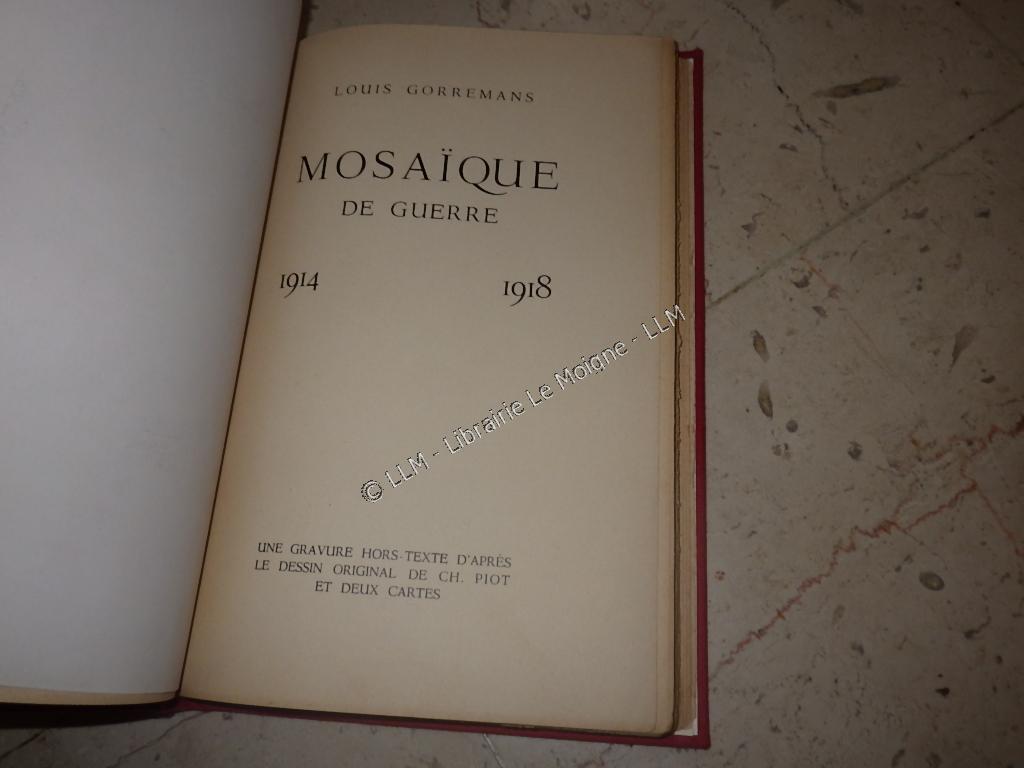 LOUIS GORREMANS
MOSAÏQUE
DE GUERRE
1914 1918
© LLM - Librairie Le Moigne - LLM
UNE GRAVURE HORS-TEXTE D'APRÈS
LE DESSIN ORIGINAL DE CH. PIOT
ET DEUX CARTES